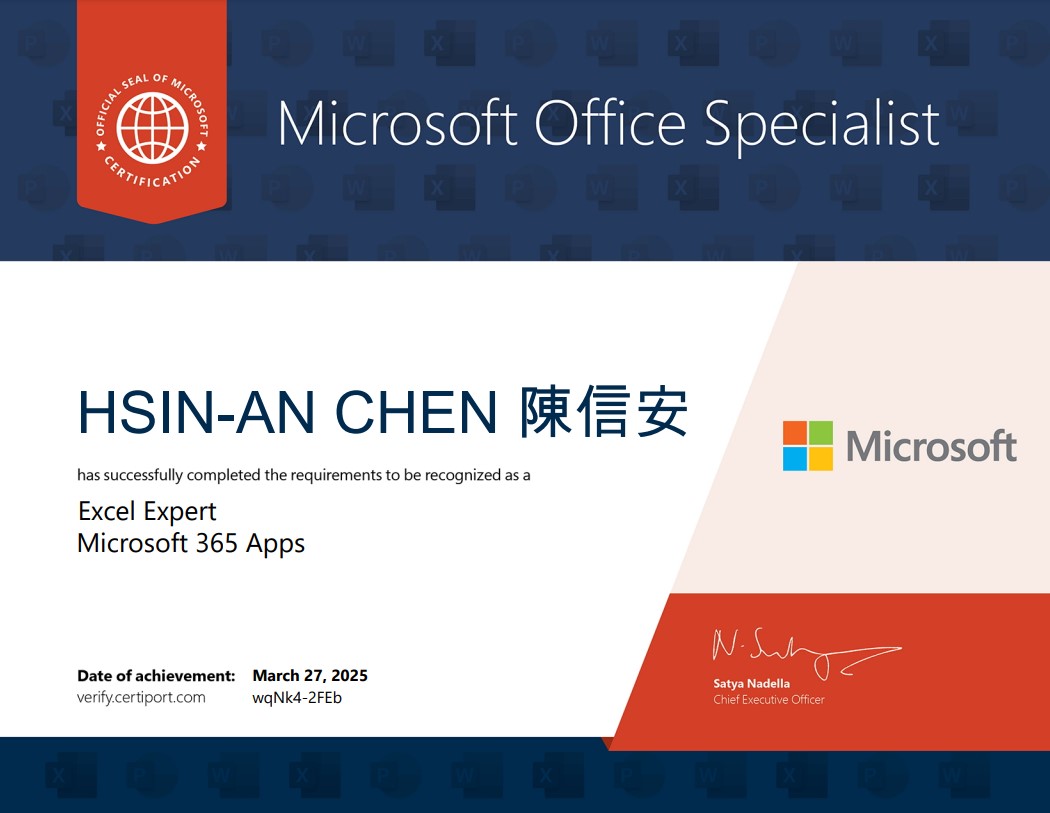 OFFICIAL SEAL OF MICROSOFT
CERTIFICATION
Microsoft Office Specialist
HSIN-AN CHEN 陳信安
has successfully completed the requirements to be recognized as a
Excel Expert
Microsoft 365 Apps
Microsoft
Date of achievement: March 27, 2025
verify.certiport.com wqNk4-2FEb
Satya Nadella
Chief Executive Officer